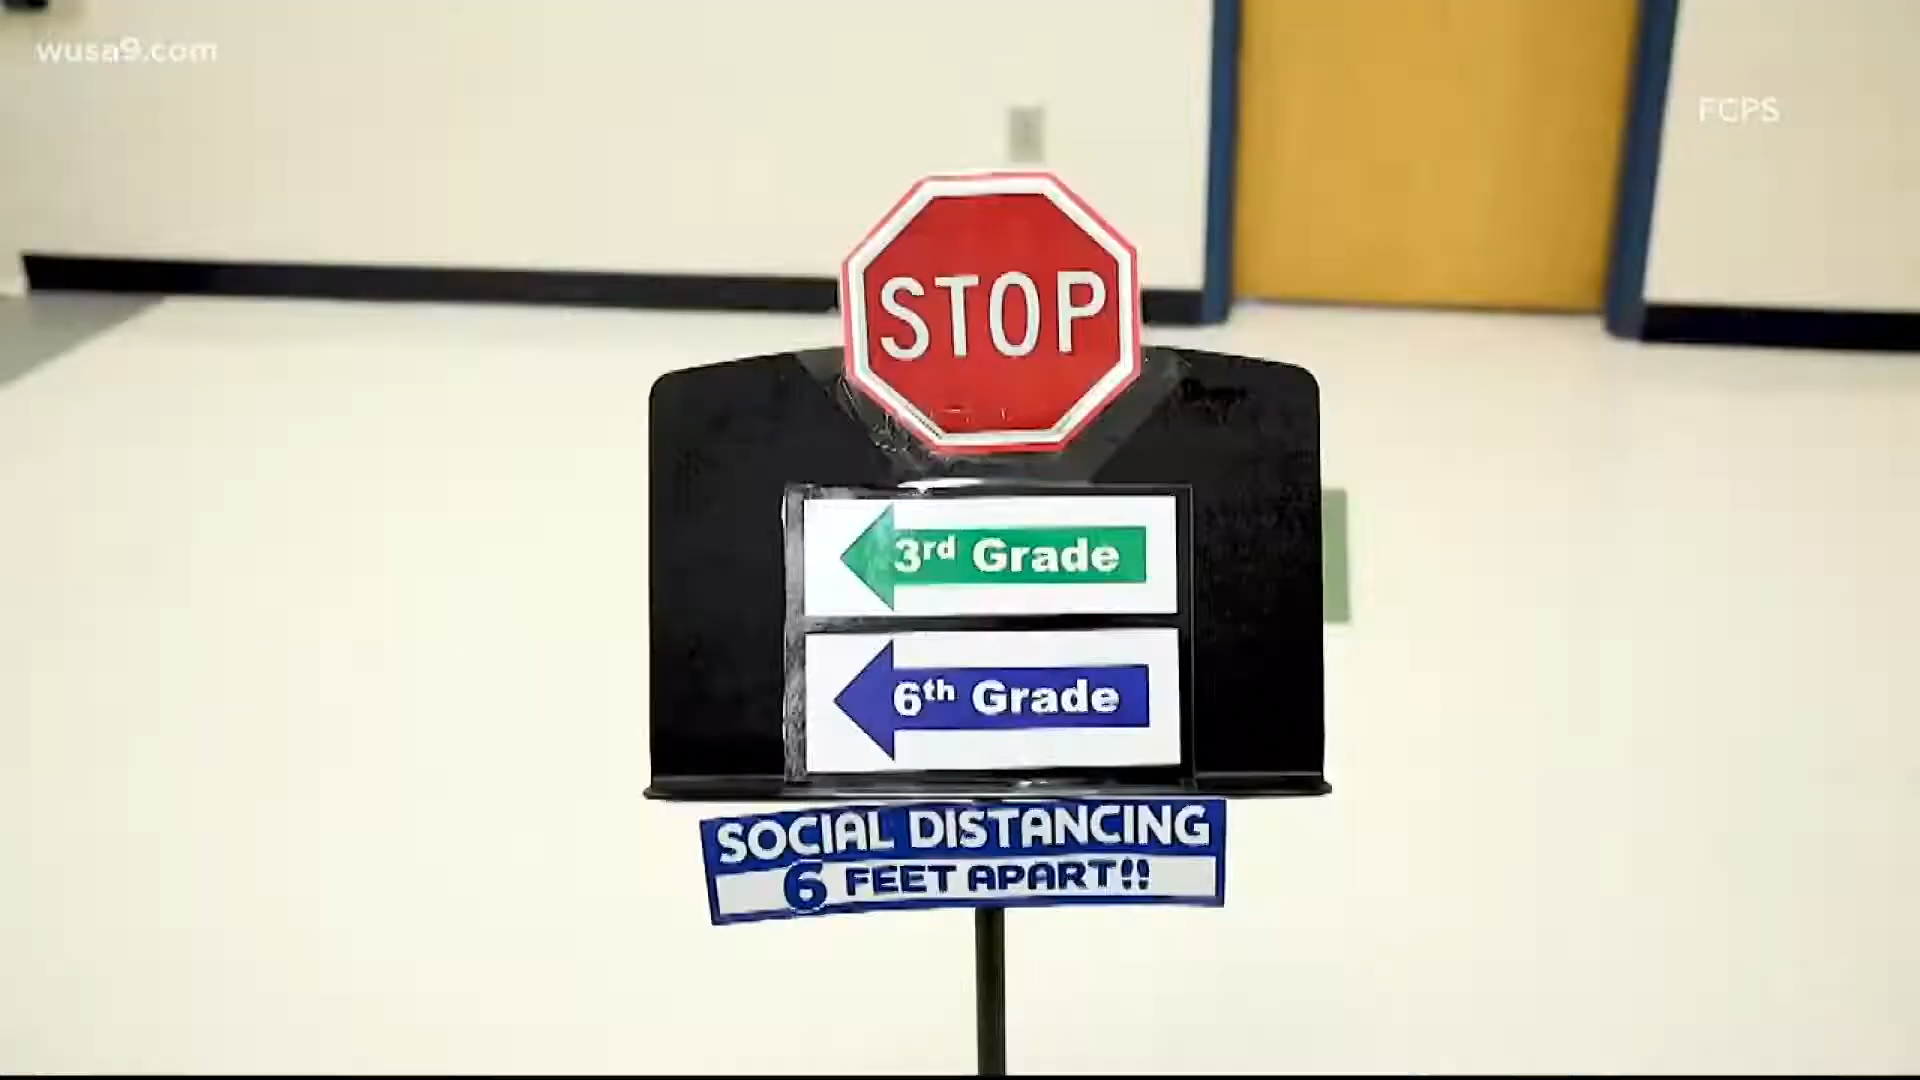 wusa9.com
FCPS
STOP
3rd Grade
6th Grade
SOCIAL DISTANCING
6 FEET APART!!